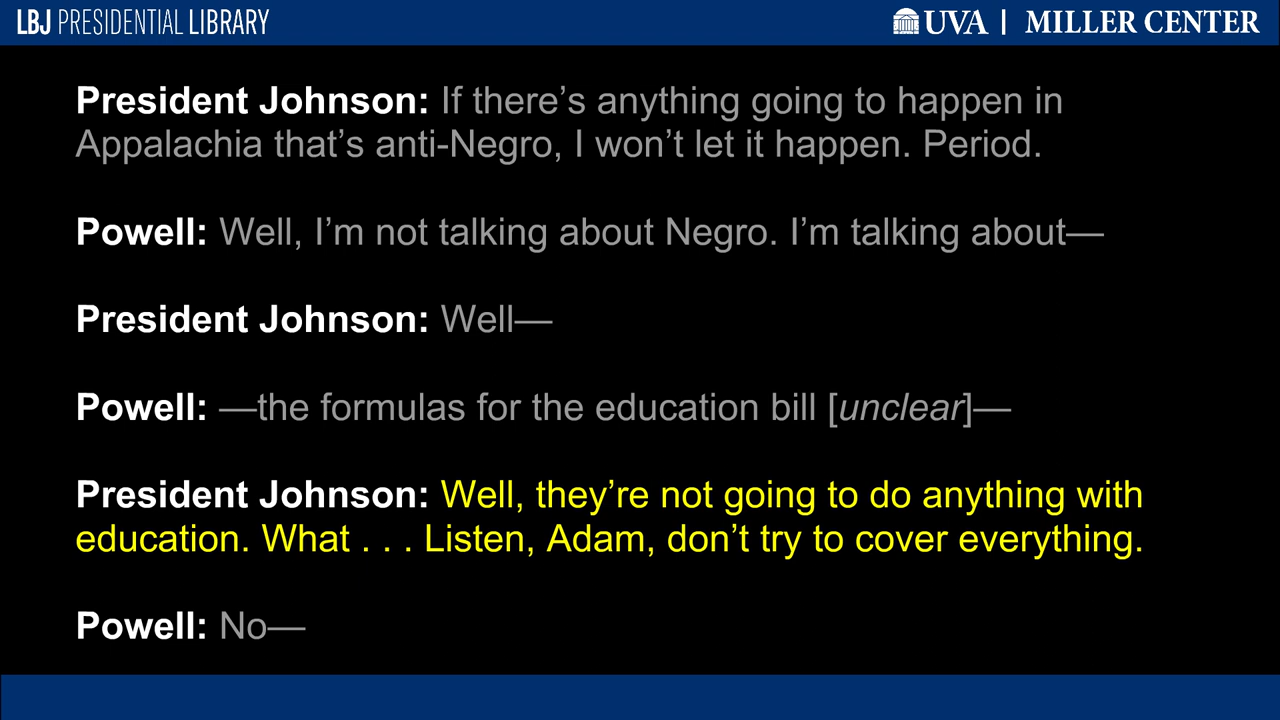 LBJ PRESIDENTIAL LIBRARY
UVA | MILLER CENTER
President Johnson: If there’s anything going to happen in
Appalachia that’s anti-Negro, I won’t let it happen. Period.
Powell: Well, I’m not talking about Negro. I’m talking about—
President Johnson: Well—
Powell: —the formulas for the education bill [unclear]—
President Johnson: Well, they’re not going to do anything with
education. What . . . Listen, Adam, don’t try to cover everything.
Powell: No—